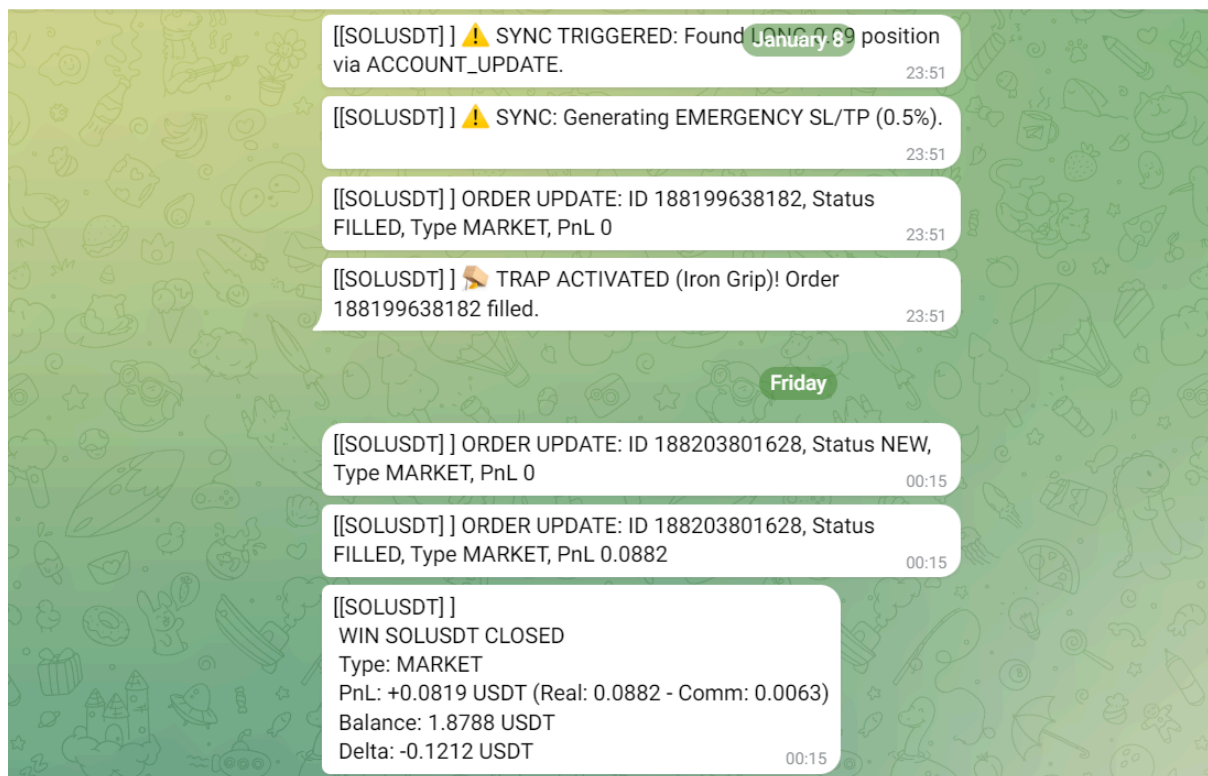 [[SOLUSDT] ] ⚠️ SYNC TRIGGERED: Found LONG 0.09 position
January 8
via ACCOUNT_UPDATE.
23:51
[[SOLUSDT] ] ⚠️ SYNC: Generating EMERGENCY SL/TP (0.5%).
23:51
[[SOLUSDT] ] ORDER UPDATE: ID 188199638182, Status
FILLED, Type MARKET, PnL 0
23:51
[[SOLUSDT] ] 🪤 TRAP ACTIVATED (Iron Grip)! Order
188199638182 filled.
23:51
Friday
[[SOLUSDT] ] ORDER UPDATE: ID 188203801628, Status NEW,
Type MARKET, PnL 0
00:15
[[SOLUSDT] ] ORDER UPDATE: ID 188203801628, Status
FILLED, Type MARKET, PnL 0.0882
00:15
[[SOLUSDT] ]
WIN SOLUSDT CLOSED
Type: MARKET
PnL: +0.0819 USDT (Real: 0.0882 - Comm: 0.0063)
Balance: 1.8788 USDT
Delta: -0.1212 USDT
00:15